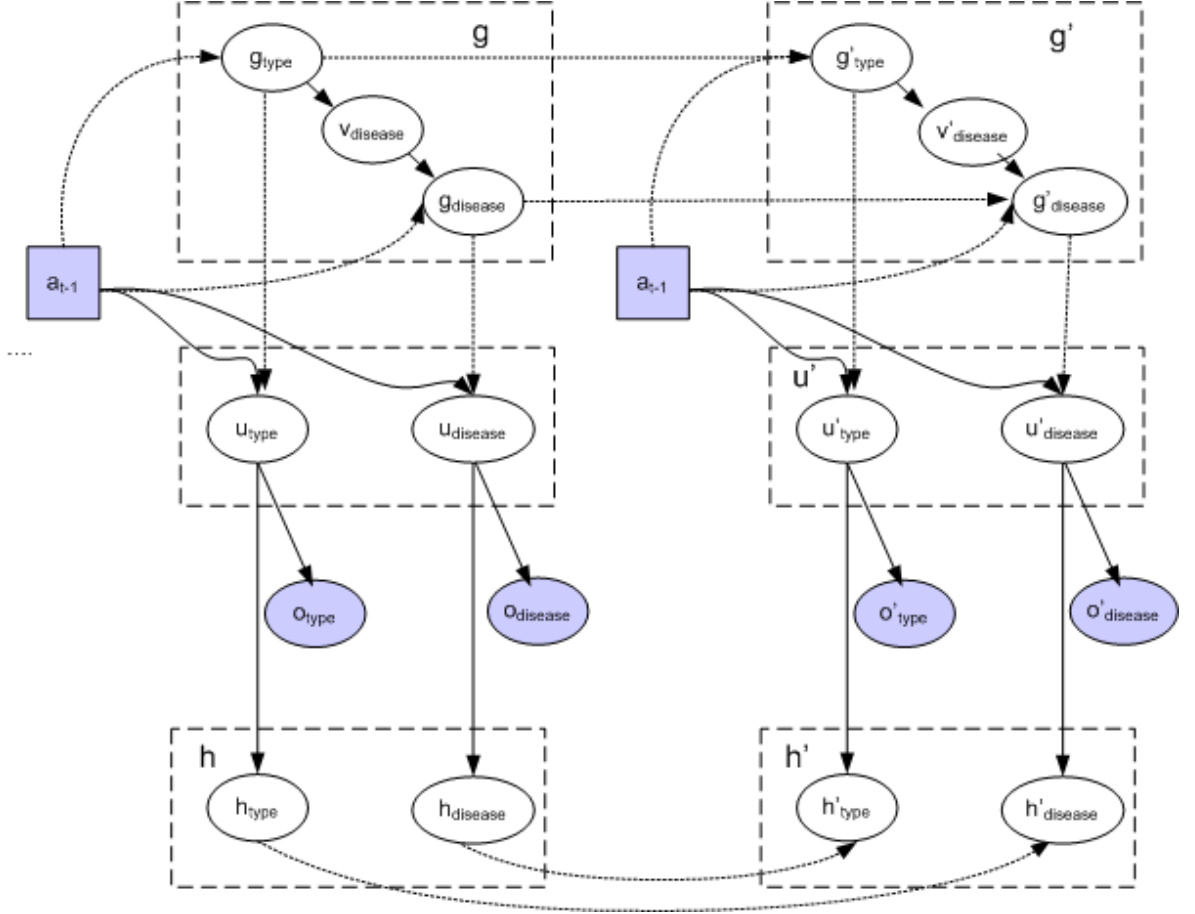 g
g'
gtype
g'type
vdisease
v'disease
gdisease
g'disease
at-1
at-1
....
u'
utype
udisease
u'type
u'disease
otype
odisease
o'type
o'disease
h
h'
htype
hdisease
h'type
h'disease